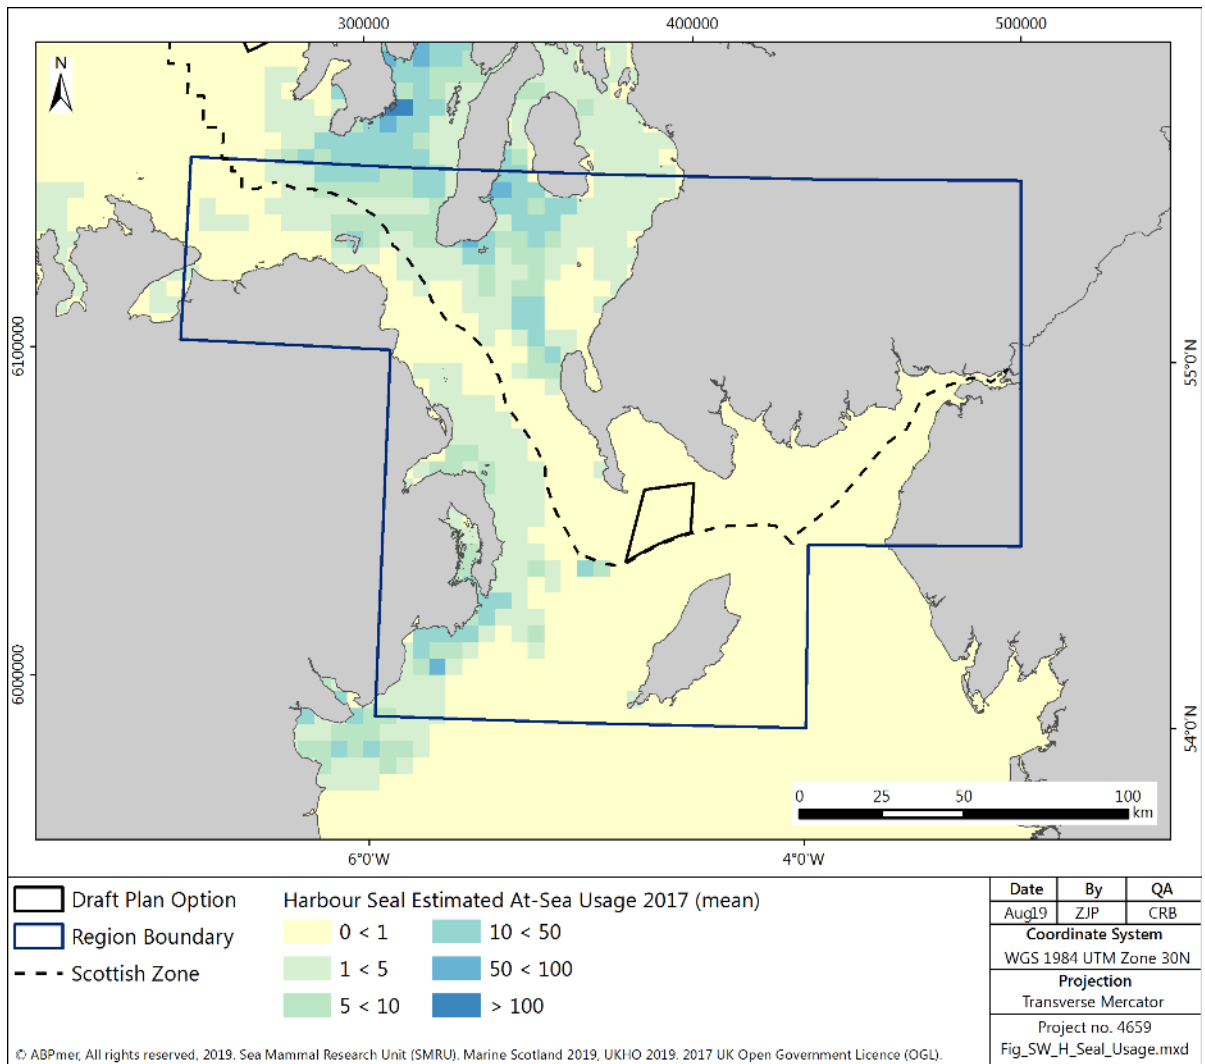 300000 400000 500000
N
6100000
55°0'N
6000000
54°0'N
0 25 50 100
km
6°0'W 4°0'W
Draft Plan Option
Region Boundary
Scottish Zone
Harbour Seal Estimated At-Sea Usage 2017 (mean)
0 < 1
10 < 50
1 < 5
50 < 100
5 < 10
> 100
Date By QA
Aug19 ZJP CRB
Coordinate System
WGS 1984 UTM Zone 30N
Projection
Transverse Mercator
Project no. 4659
Fig_SW_H_Seal_Usage.mxd
© ABPmer, All rights reserved, 2019. Sea Mammal Research Unit (SMRU). Marine Scotland 2019, UKHO 2019. 2017 UK Open Government Licence (OGL).